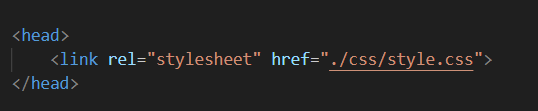 <head>
    <link rel="stylesheet" href="./css/style.css">
</head>